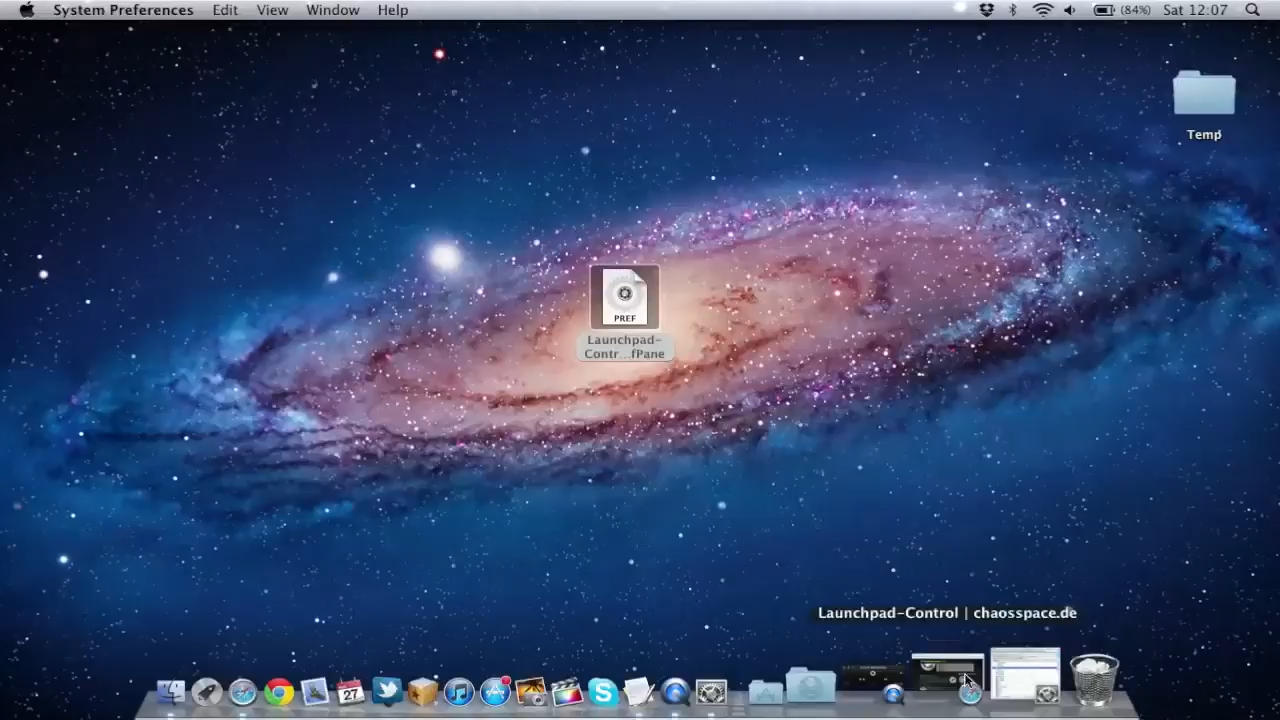 System Preferences Edit View Window Help (84%) Sat 12:07
Temp
PREF
Launchpad-
Contr...fPane
Launchpad-Control | chaosspace.de
27